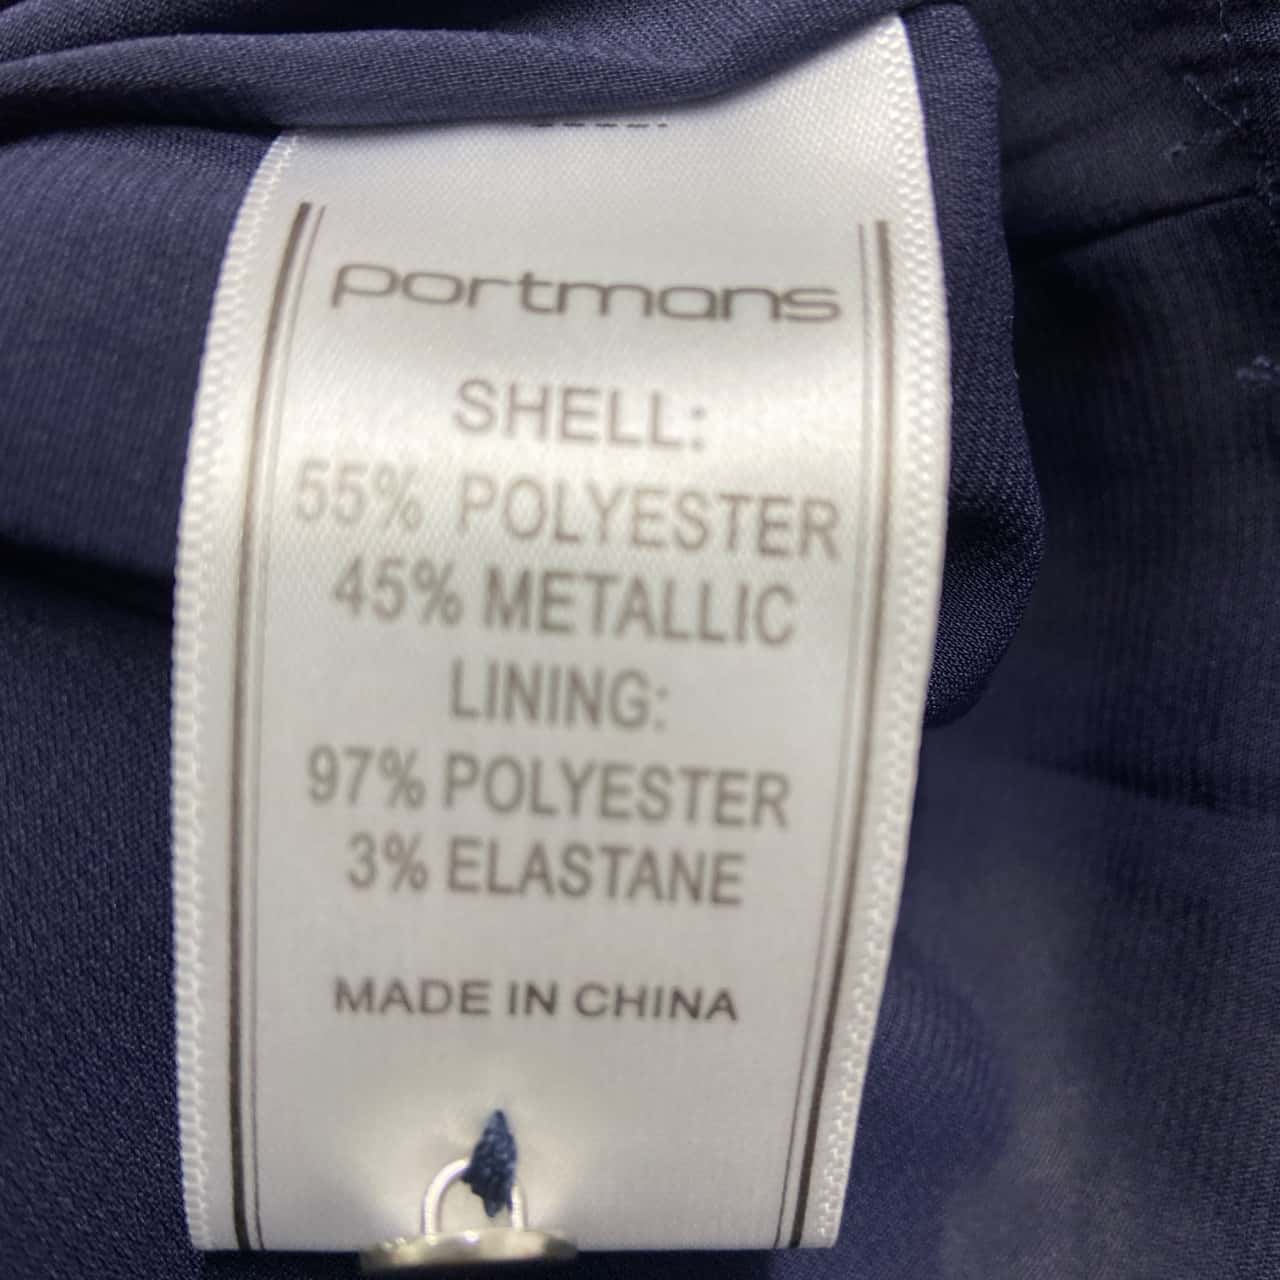 portmans
SHELL:
55% POLYESTER
45% METALLIC
LINING:
97% POLYESTER
3% ELASTANE
MADE IN CHINA